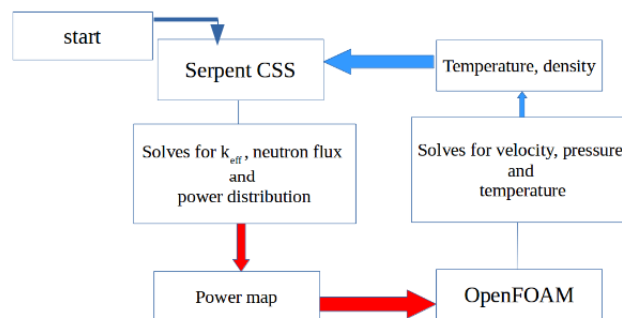 start
Serpent CSS
Temperature, density
Solves for keff, neutron flux
and
power distribution
Solves for velocity, pressure
and
temperature
Power map
OpenFOAM